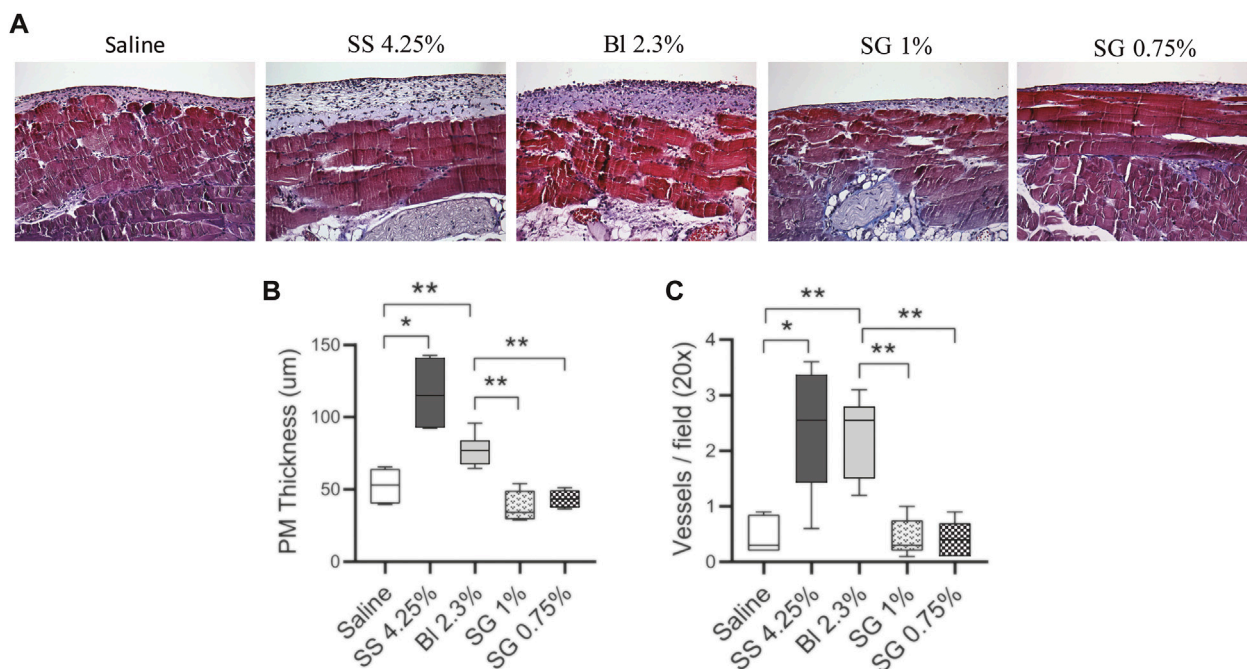 A
Saline
SS 4.25%
Bl 2.3%
SG 1%
SG 0.75%
B
PM Thickness (um)
150
100
50
0
**
*
**
**
Saline
SS 4.25%
Bl 2.3%
SG 1%
SG 0.75%
C
Vessels / field (20x)
4
3
2
1
0
**
*
**
**
Saline
SS 4.25%
Bl 2.3%
SG 1%
SG 0.75%